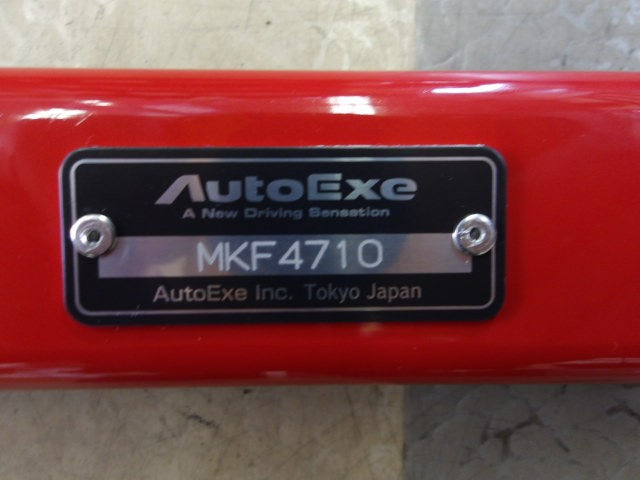 AutoExe
A New Driving Sensation
MKF4710
AutoExe Inc. Tokyo Japan